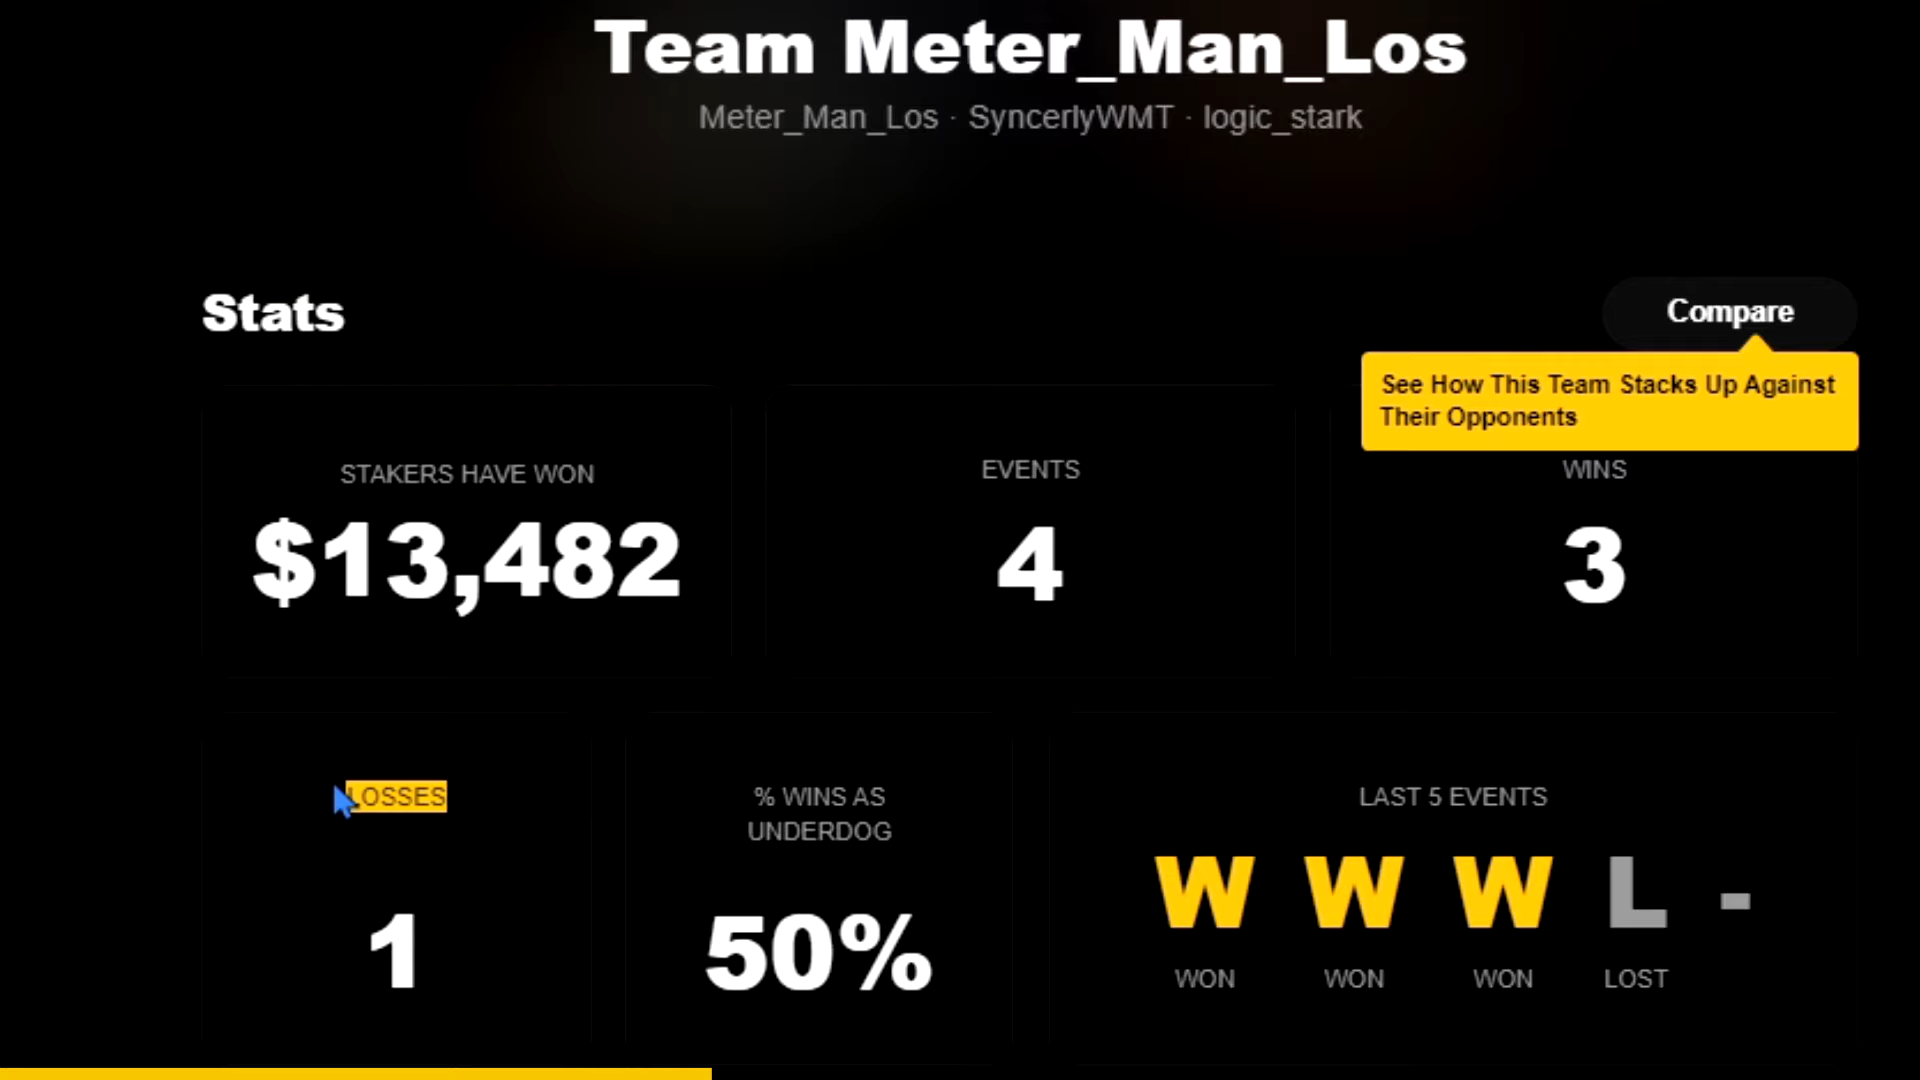 Team Meter_Man_Los
Meter_Man_Los · SyncerlyWMT · logic_stark
Stats
Compare
See How This Team Stacks Up Against
Their Opponents
STAKERS HAVE WON
$13,482
EVENTS
4
WINS
3
LOSSES
1
% WINS AS
UNDERDOG
50%
LAST 5 EVENTS
W W W L -
WON WON WON LOST